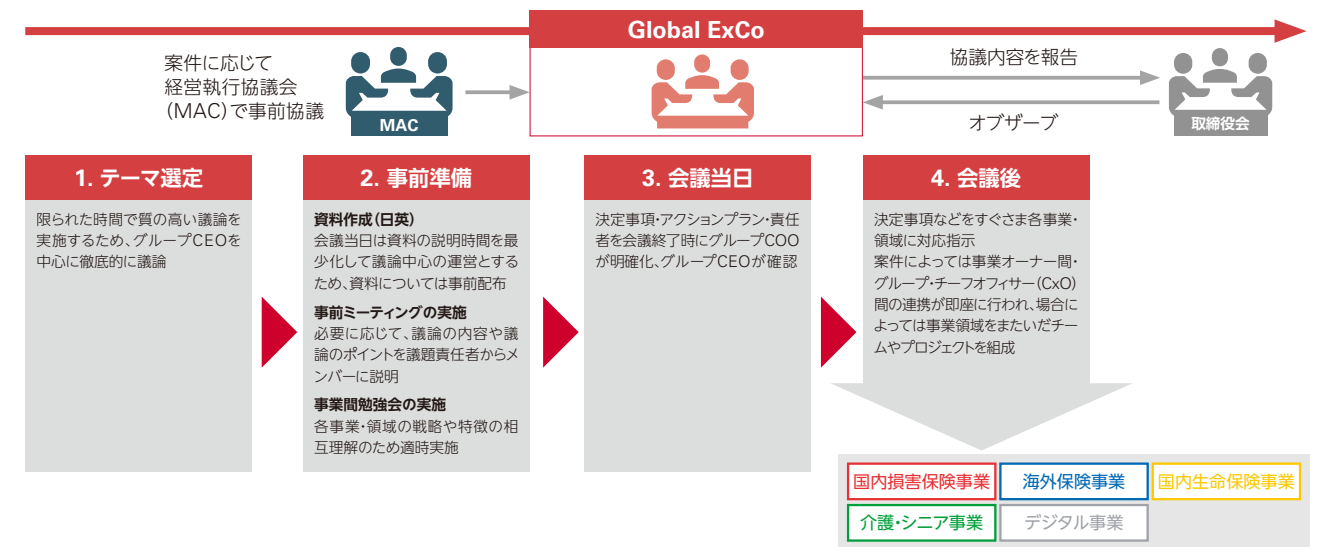 Global ExCo
案件に応じて
経営執行協議会
(MAC)で事前協議
MAC
協議内容を報告
オブザーブ
取締役会
1. テーマ選定
限られた時間で質の高い議論を
実施するため、グループCEOを
中心に徹底的に議論
2. 事前準備
資料作成(日英)
会議当日は資料の説明時間を最
少化して議論中心の運営とする
ため、資料については事前配布
事前ミーティングの実施
必要に応じて、議論の内容や議
論のポイントを議題責任者からメ
ンバーに説明
事業間勉強会の実施
各事業・領域の戦略や特徴の相
互理解のため適時実施
3. 会議当日
決定事項・アクションプラン・責任
者を会議終了時にグループCOO
が明確化、グループCEOが確認
4. 会議後
決定事項などをすぐさま各事業・
領域に対応指示
案件によっては事業オーナー間・
グループ・チーフオフィサー(CxO)
間の連携が即座に行われ、場合に
よっては事業領域をまたいだチー
ムやプロジェクトを組成
国内損害保険事業
海外保険事業
国内生命保険事業
介護・シニア事業
デジタル事業